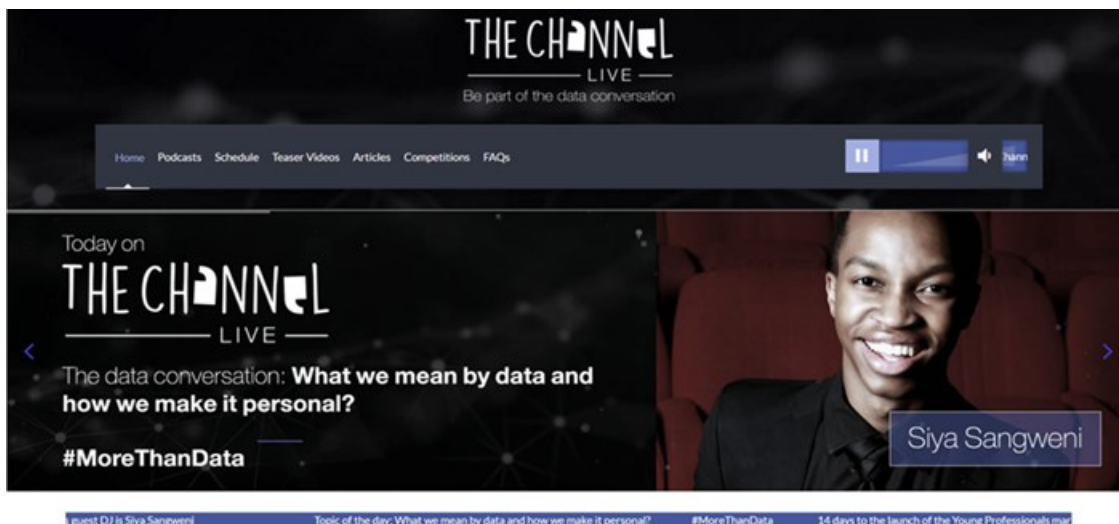 THE CHANNEL
LIVE
Be part of the data conversation
Home Podcasts Schedule Teaser Videos Articles Competitions FAQs
Today on
THE CHANNEL
LIVE
The data conversation: What we mean by data and
how we make it personal?
#MoreThanData
Siya Sangweni
guest DJ is Siya Sangweni Topic of the day: What we mean by data and how we make it personal? #MoreThanData 14 days to the launch of the Young Professionals